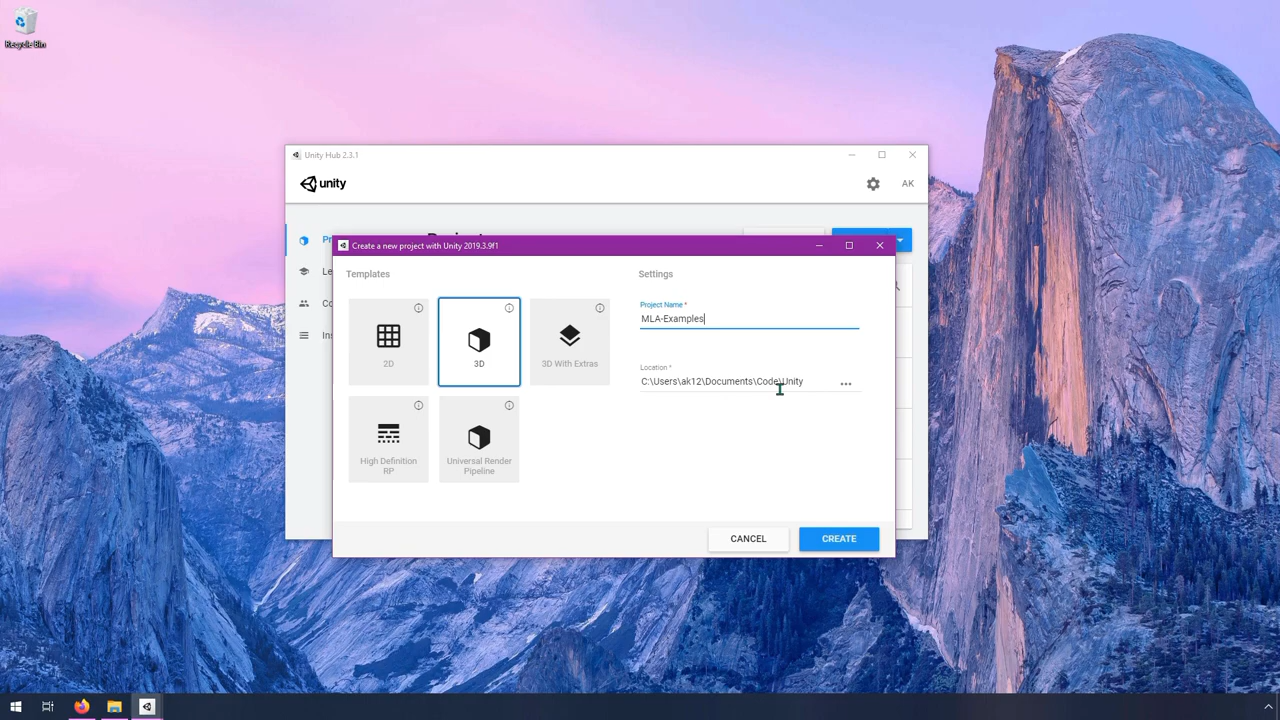 Recycle Bin
Unity Hub 2.3.1
unity
AK
Create a new project with Unity 2019.3.9f1
Templates
Settings
2D
3D
3D With Extras
High Definition
RP
Universal Render
Pipeline
Project Name *
MLA-Examples
Location *
C:\Users\ak12\Documents\Code\Unity
...
CANCEL
CREATE